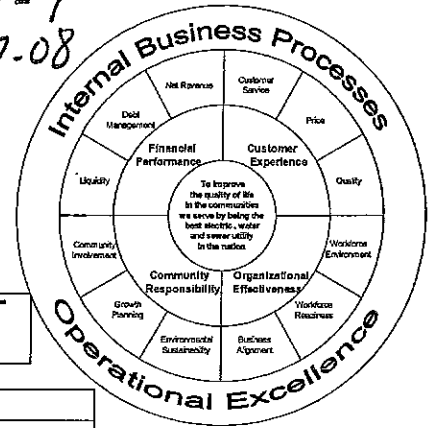 .08
Internal Business Processes
Net Revenue
Customer
Service
Debt
Management
Price
Financial
Performance
Customer
Experience
Liquidity
Quality
To improve
the quality of life
in the communities
we serve by being the
best electric, water
and sewer utility
in the nation
Community
Involvement
Workforce
Environment
Community
Responsibility
Organizational
Effectiveness
Growth
Planning
Workforce
Readiness
Environmental
Sustainability
Business
Alignment
Operational Excellence